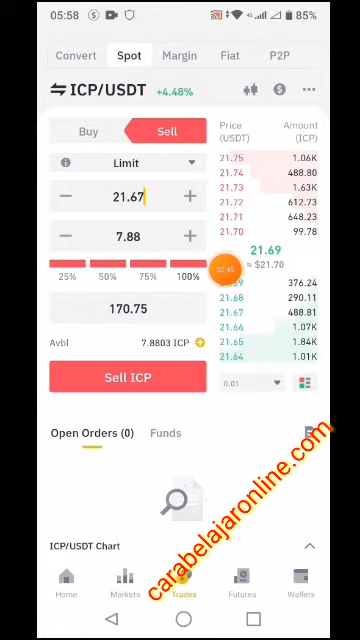 05:58 85%
Convert Spot Margin Fiat P2P
ICP/USDT +4.48%
Buy Sell
Limit
21.67
7.88
25% 50% 75% 100%
170.75
Avbl 7.8803 ICP
Sell ICP
Price (USDT) Amount (ICP)
21.75 1.06K
21.74 488.80
21.73 1.63K
21.72 612.73
21.71 648.23
21.70 99.78
21.69
≈ $21.70
02:45
376.24
21.68 290.11
21.67 488.81
21.66 1.07K
21.65 1.84K
21.64 1.01K
0.01
Open Orders (0) Funds
carabelajaronline.com
ICP/USDT Chart
Home Markets Trades Futures Wallets